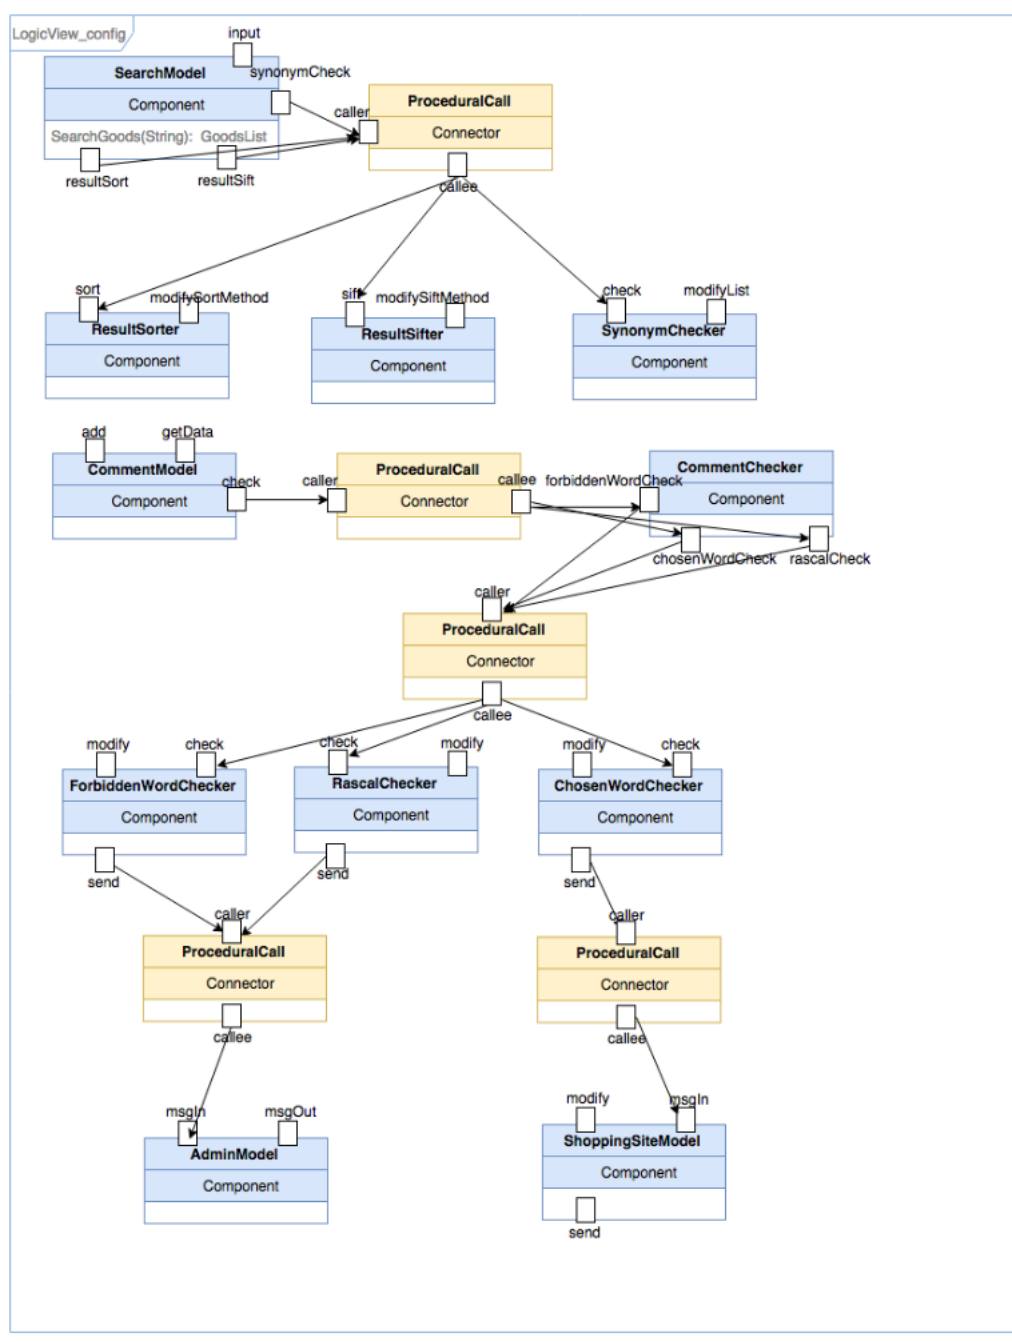 LogicView_config
input
SearchModel
synonymCheck
Component
SearchGoods(String): GoodsList
resultSort
resultSift
caller
ProceduralCall
Connector
callee
sort
modifySortMethod
ResultSorter
Component
sift
modifySiftMethod
ResultSifter
Component
check
modifyList
SynonymChecker
Component
add
getData
CommentModel
Component
check
caller
ProceduralCall
Connector
callee
forbiddenWordCheck
CommentChecker
Component
chosenWordCheck
rascalCheck
caller
ProceduralCall
Connector
callee
modify
check
ForbiddenWordChecker
Component
send
check
modify
RascalChecker
Component
send
modify
check
ChosenWordChecker
Component
send
caller
ProceduralCall
Connector
callee
caller
ProceduralCall
Connector
callee
msgIn
msgOut
AdminModel
Component
modify
msgIn
ShoppingSiteModel
Component
send